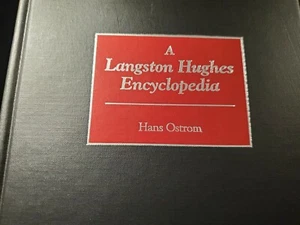 A
Langston Hughes
Encyclopedia
Hans Ostrom